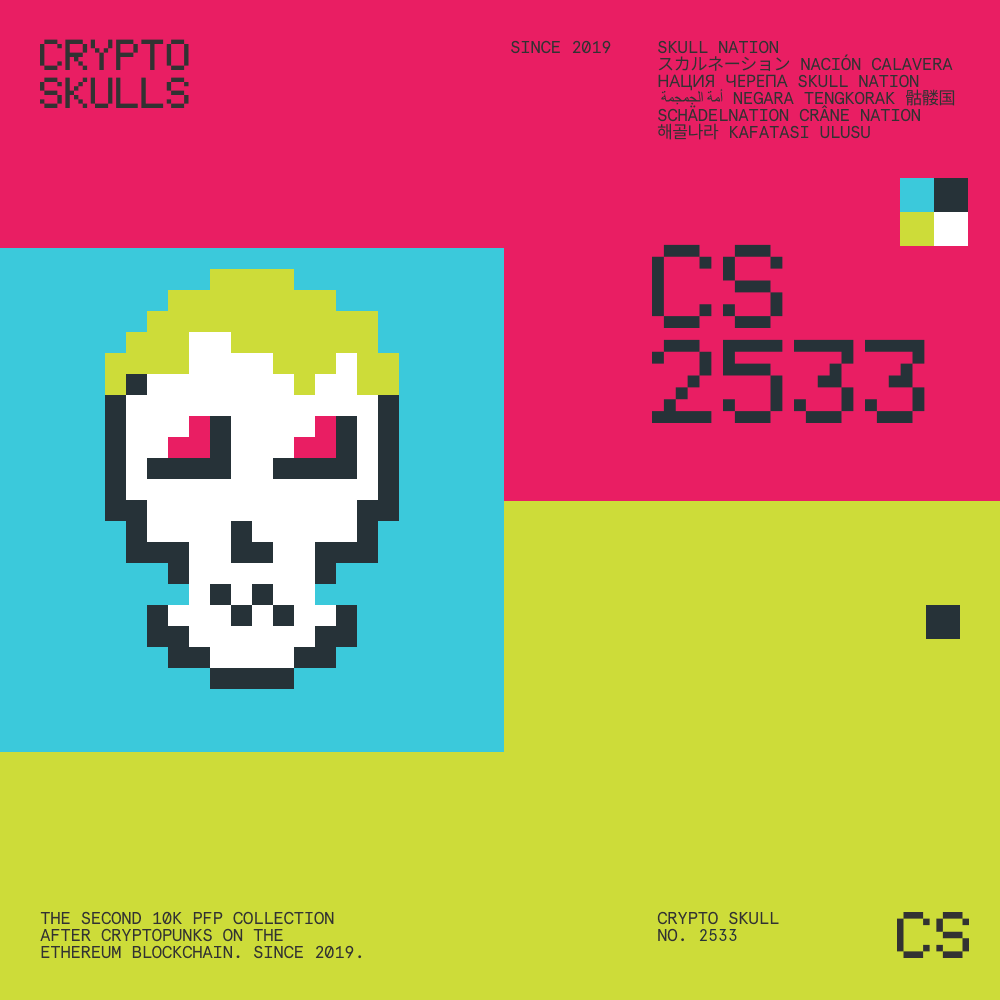 CRYPTO
SKULLS
SINCE 2019
SKULL NATION
スカルネーション NACIÓN CALAVERA
НАЦИЯ ЧЕРЕПА SKULL NATION
أمة الجمجمة NEGARA TENGKORAK 骷髅国
SCHÄDELNATION CRÂNE NATION
해골나라 KAFATASI ULUSU
CS
2533
THE SECOND 10K PFP COLLECTION
AFTER CRYPTOPUNKS ON THE
ETHEREUM BLOCKCHAIN. SINCE 2019.
CRYPTO SKULL
NO. 2533
CS